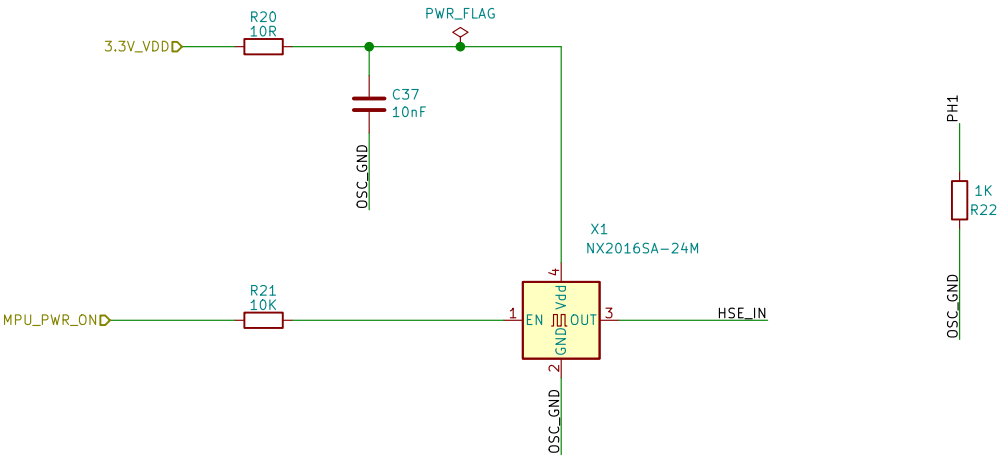 PWR_FLAG
R20
10R
3.3V_VDD
C37
10nF
OSC_GND
PH1
1K
R22
OSC_GND
X1
NX2016SA-24M
4
Vdd
R21
10K
MPU_PWR_ON
1
EN
OUT
3
HSE_IN
GND
2
OSC_GND